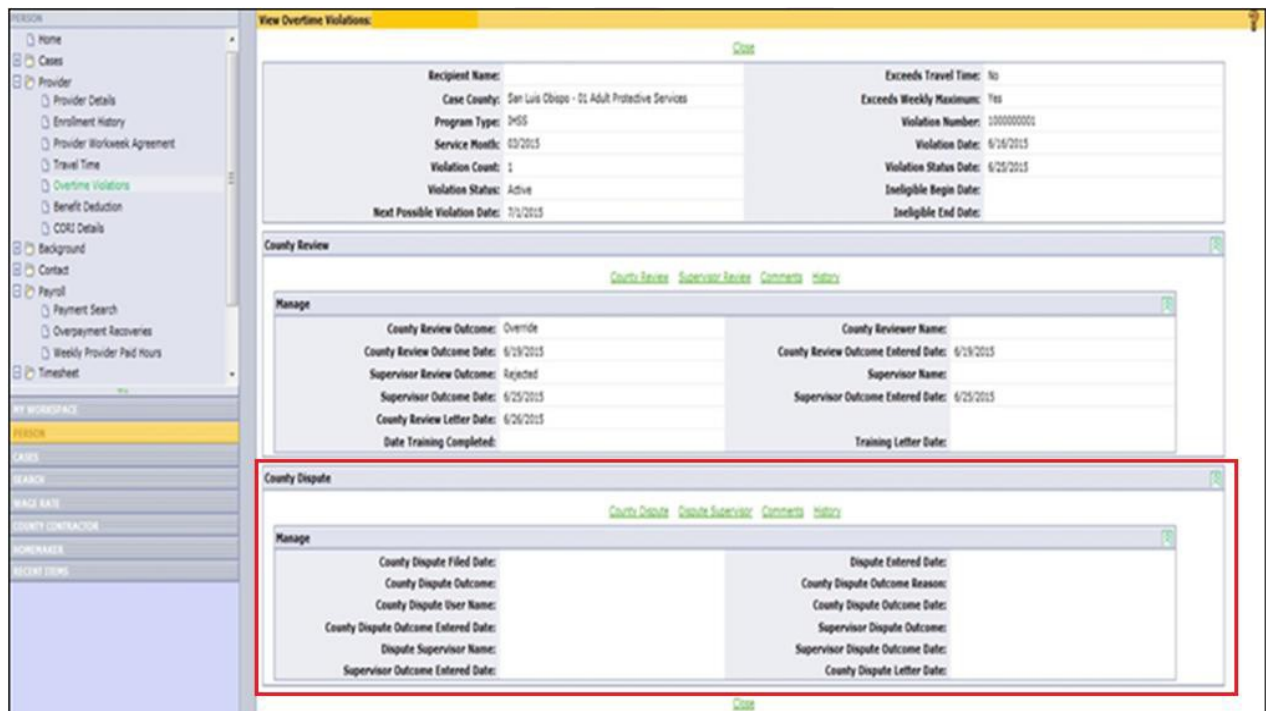 PERSON
Home
Cases
Provider
Provider Details
Enrollment History
Provider Workweek Agreement
Travel Time
Overtime Violations
Benefit Deduction
CORI Details
Background
Contact
Payroll
Payment Search
Overpayment Recoveries
Weekly Provider Paid Hours
Timesheet
MY WORKSPACE
PERSON
CASES
SEARCH
WAGE RATE
COUNTY CONTRACTOR
HOMEMAKER
RECENT ITEMS
View Overtime Violations:
Close
Recipient Name: Exceeds Travel Time: No
Case County: San Luis Obispo - 01 Adult Protective Services Exceeds Weekly Maximum: Yes
Program Type: IHSS Violation Number: 1000000001
Service Month: 03/2015 Violation Date: 6/16/2015
Violation Count: 1 Violation Status Date: 6/25/2015
Violation Status: Active Ineligible Begin Date:
Next Possible Violation Date: 7/1/2015 Ineligible End Date:
County Review
County Review Supervisor Review Comments History
Manage
County Review Outcome: Override County Reviewer Name:
County Review Outcome Date: 6/19/2015 County Review Outcome Entered Date: 6/19/2015
Supervisor Review Outcome: Rejected Supervisor Name:
Supervisor Outcome Date: 6/25/2015 Supervisor Outcome Entered Date: 6/25/2015
County Review Letter Date: 6/26/2015
Date Training Completed: Training Letter Date:
County Dispute
County Dispute Dispute Supervisor Comments History
Manage
County Dispute Filed Date: Dispute Entered Date:
County Dispute Outcome: County Dispute Outcome Reason:
County Dispute User Name: County Dispute Outcome Date:
County Dispute Outcome Entered Date: Supervisor Dispute Outcome:
Dispute Supervisor Name: Supervisor Dispute Outcome Date:
Supervisor Outcome Entered Date: County Dispute Letter Date:
Close